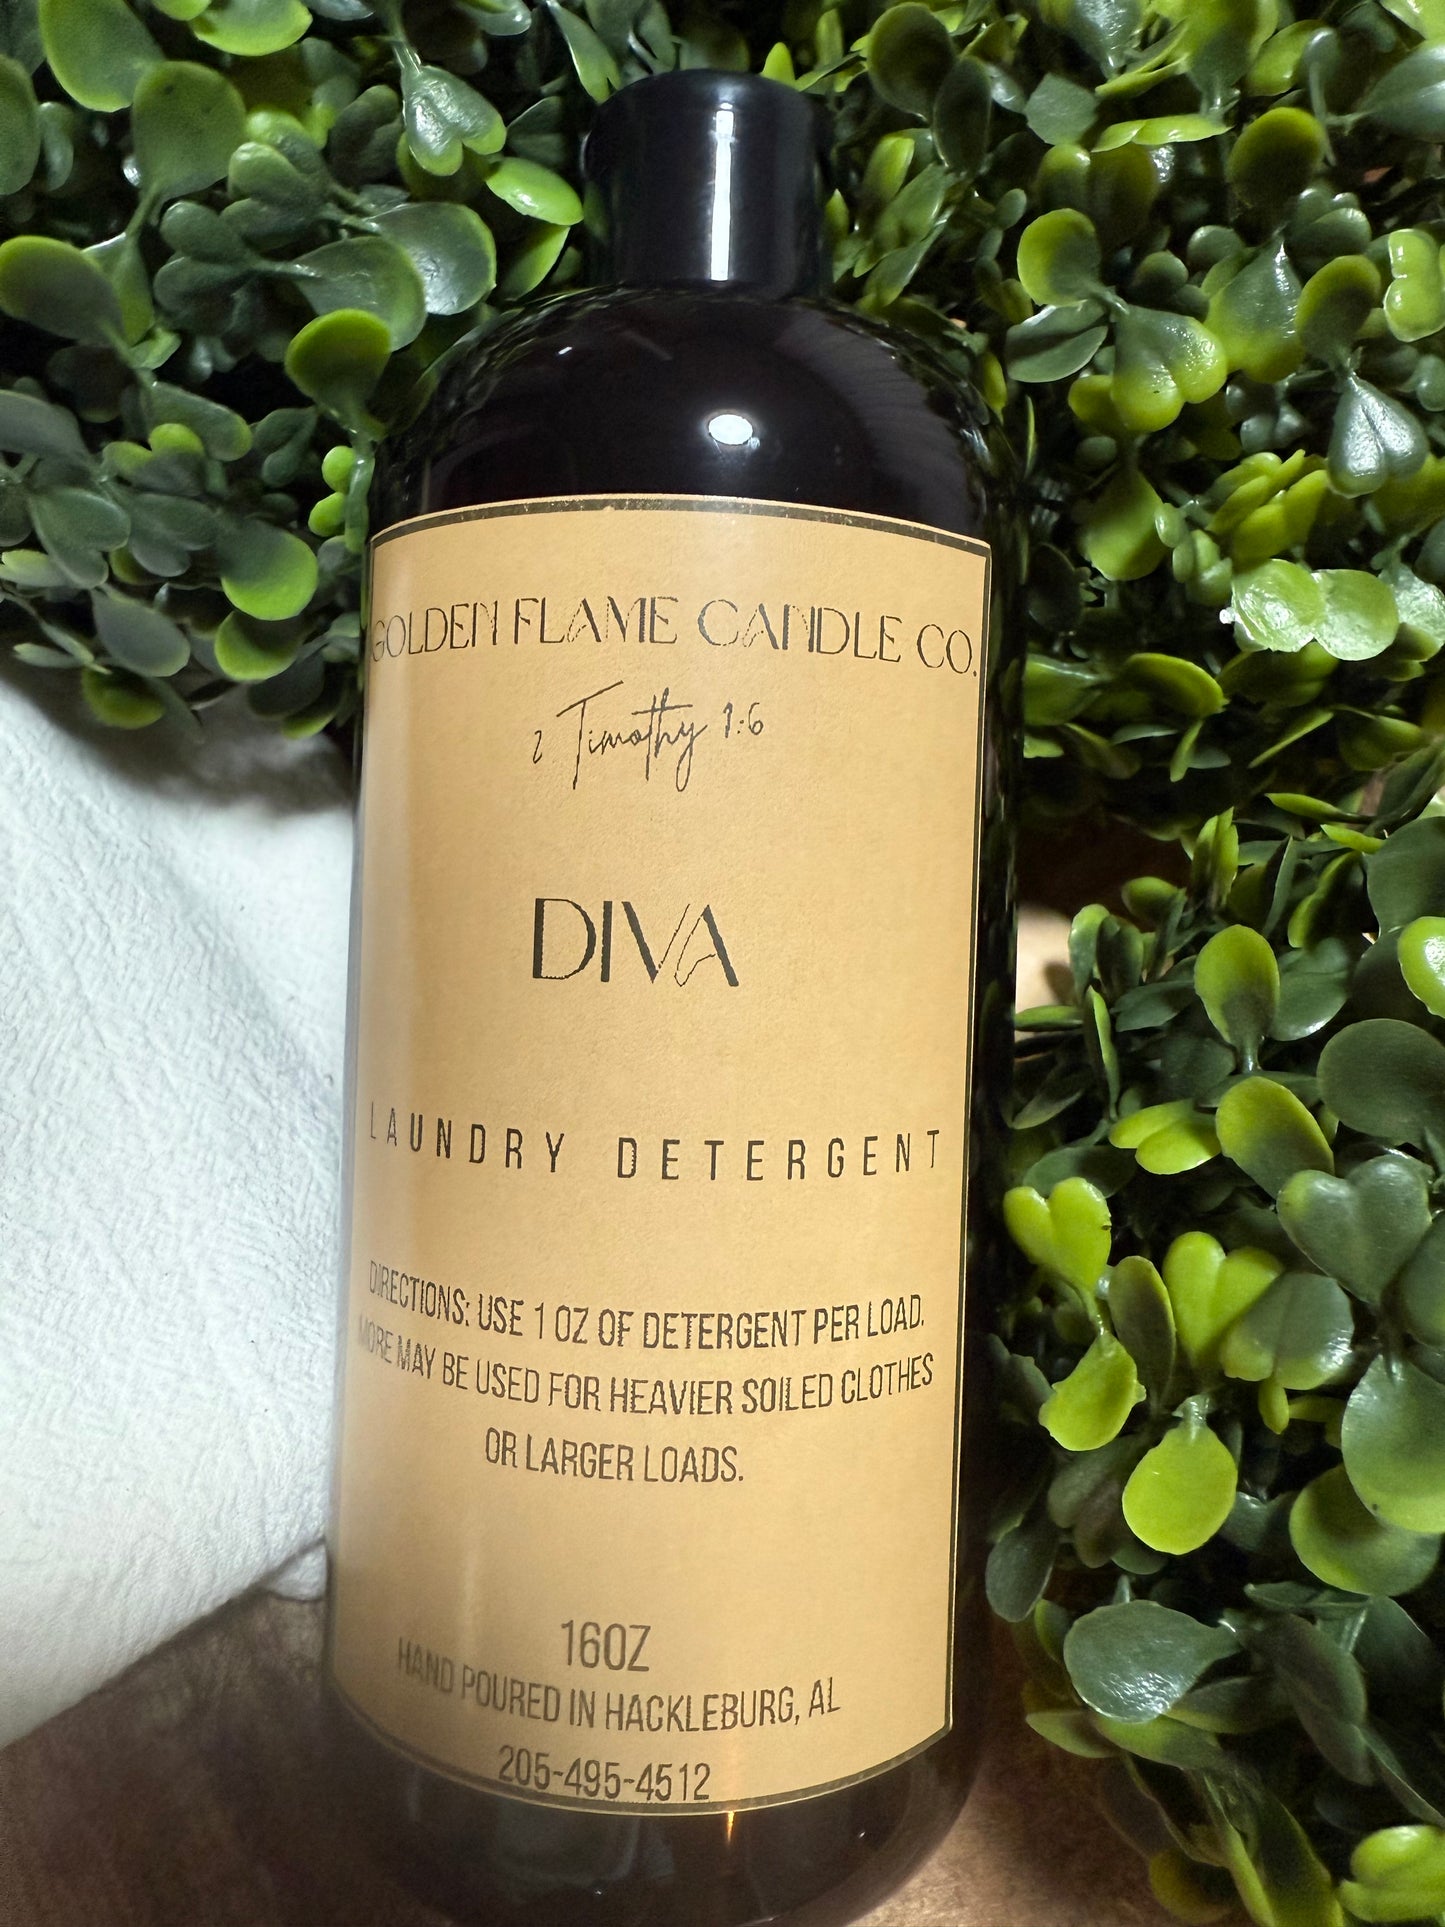 GOLDEN FLAME CANDLE CO.
2 Timothy 1:6
DIVA
LAUNDRY DETERGENT
DIRECTIONS: USE 1 OZ OF DETERGENT PER LOAD.
MORE MAY BE USED FOR HEAVIER SOILED CLOTHES
OR LARGER LOADS.
16OZ
HAND POURED IN HACKLEBURG, AL
205-495-4512